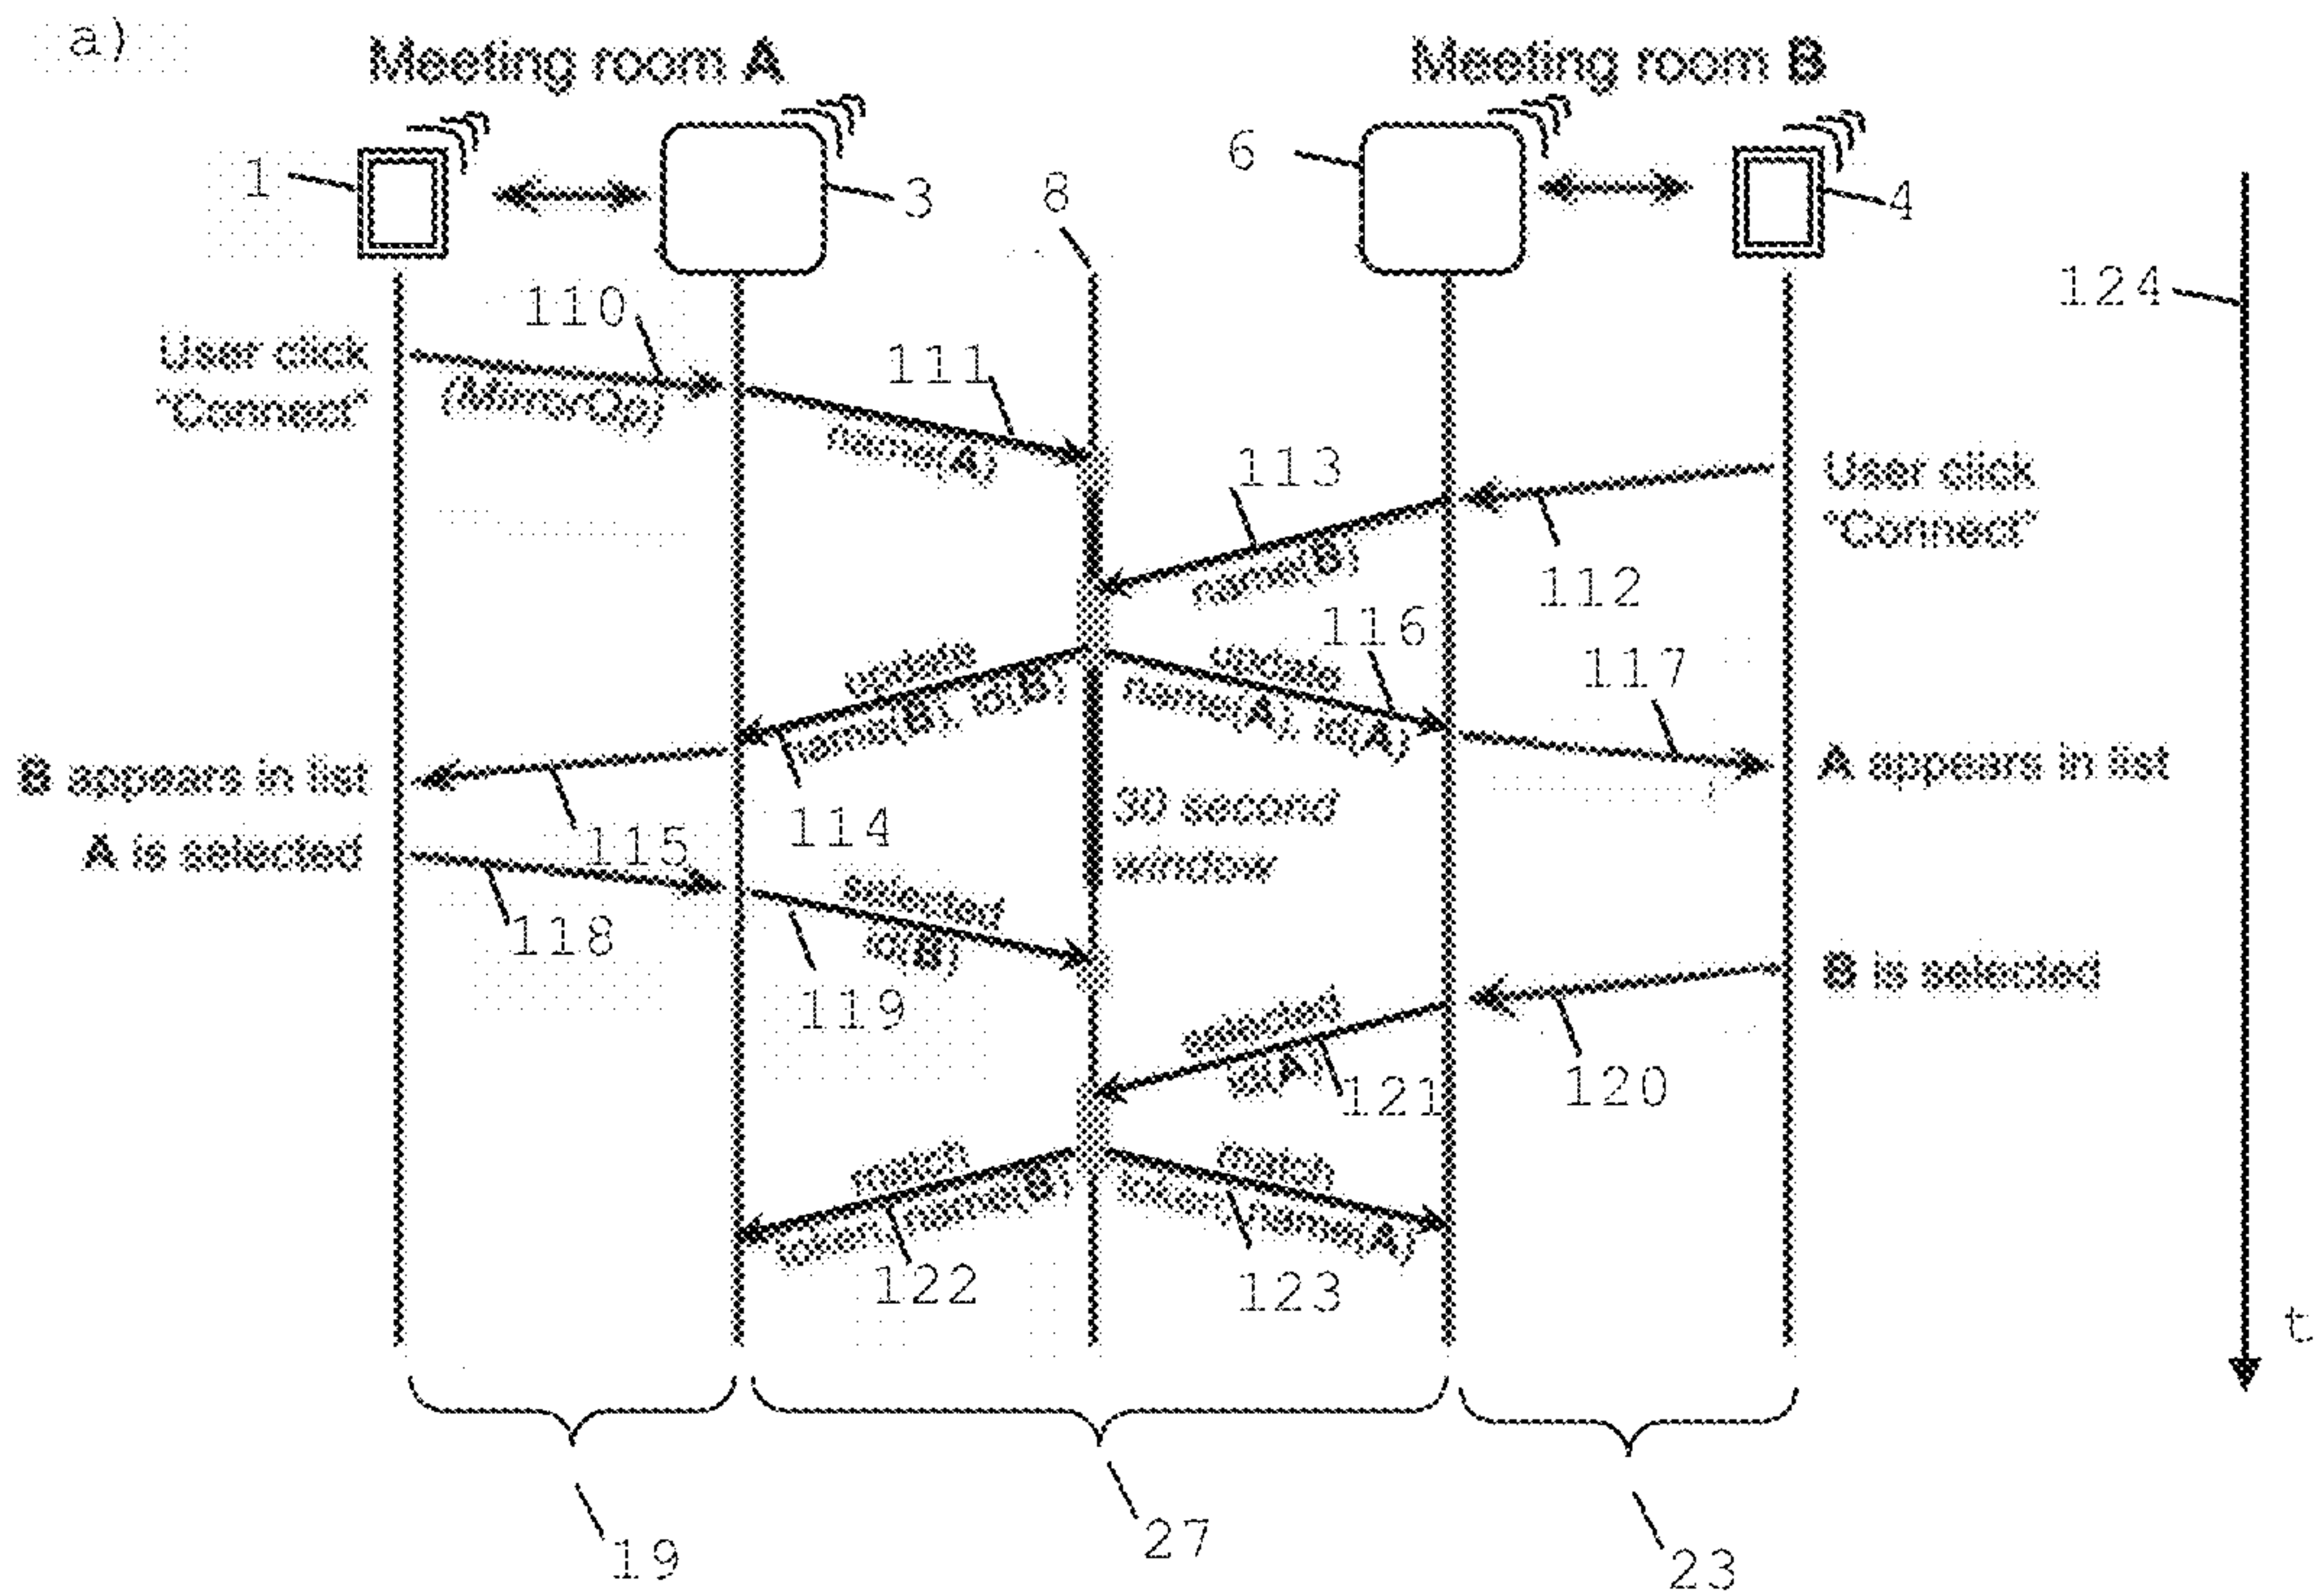 a)
Meeting room A
Meeting room B
1
3
8
6
4
124
110
User click
"Connect"
(MirrorOp)
111
name(A)
113
User click
"Connect"
name(B)
112
116
update
update
117
name(B), id(B)
name(A), id(A)
B appears in list
A appears in list
114
30 second
window
A is selected
115
118
selected
id(B)
119
B is selected
selected
id(A)
121
120
match
match
token, name(B)
token, name(A)
122
123
t
19
27
23